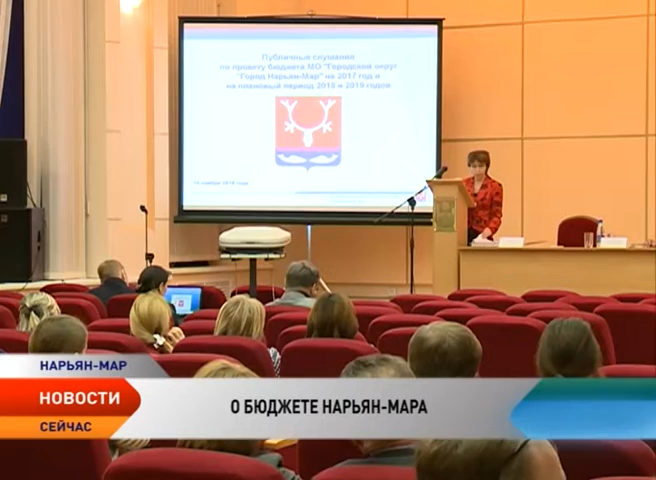 Публичные слушания
по проекту бюджета МО "Городской округ
"Город Нарьян-Мар" на 2017 год и
на плановый период 2018 и 2019 годов
НАРЬЯН-МАР
НОВОСТИ
СЕЙЧАС
О БЮДЖЕТЕ НАРЬЯН-МАРА